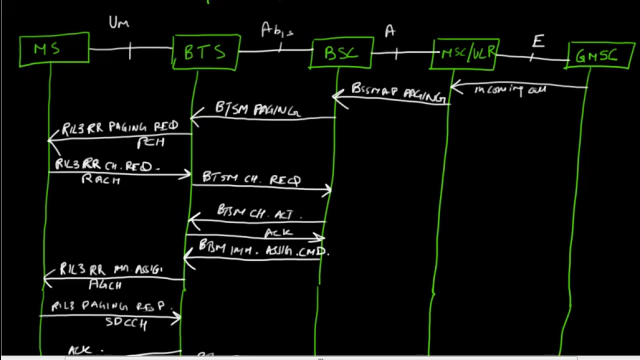 Um
Abis
A
E
MS
BTS
BSC
MSC/VLR
GMSC
incoming call
BSSMAP PAGING
BTSM PAGING
RIL3 RR PAGING REQ
PCH
RIL3 RR CH. REQ.
RACH
BTSM CH. REQ
BTSM CH. ACT.
ACK
BTSM IMM. ASSIG. CMD.
RIL3 RR IMM ASSIG.
AGCH
RIL3 PAGING RESP.
SDCCH
ACK.